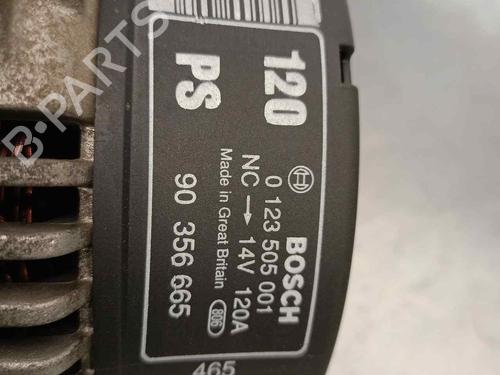 120
PS
BOSCH
0 123 505 001
NC → 14V 120A
Made in Great Britain 806
90 356 665
465
B-PARTS